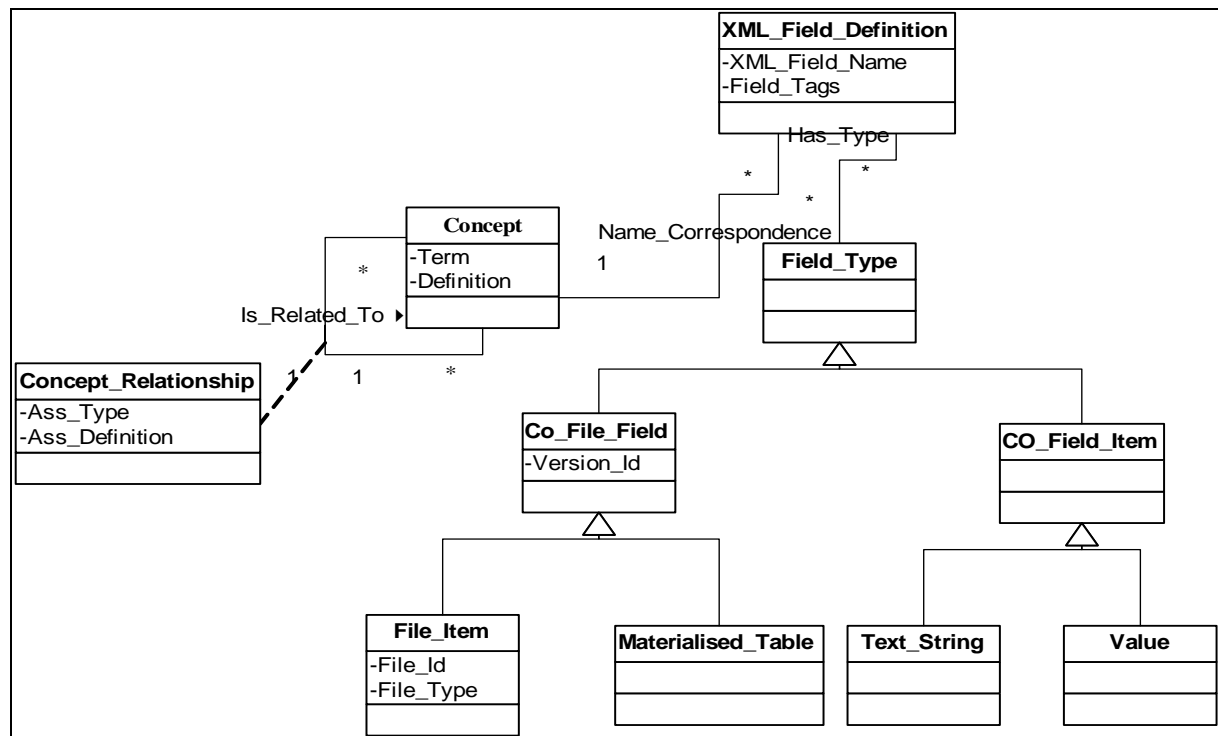 XML_Field_Definition
-XML_Field_Name
-Field_Tags
Has_Type
*
*
*
Concept
-Term
-Definition
Name_Correspondence
1
Field_Type
*
Is_Related_To
1
1
*
Concept_Relationship
-Ass_Type
-Ass_Definition
Co_File_Field
-Version_Id
CO_Field_Item
File_Item
-File_Id
-File_Type
Materialised_Table
Text_String
Value